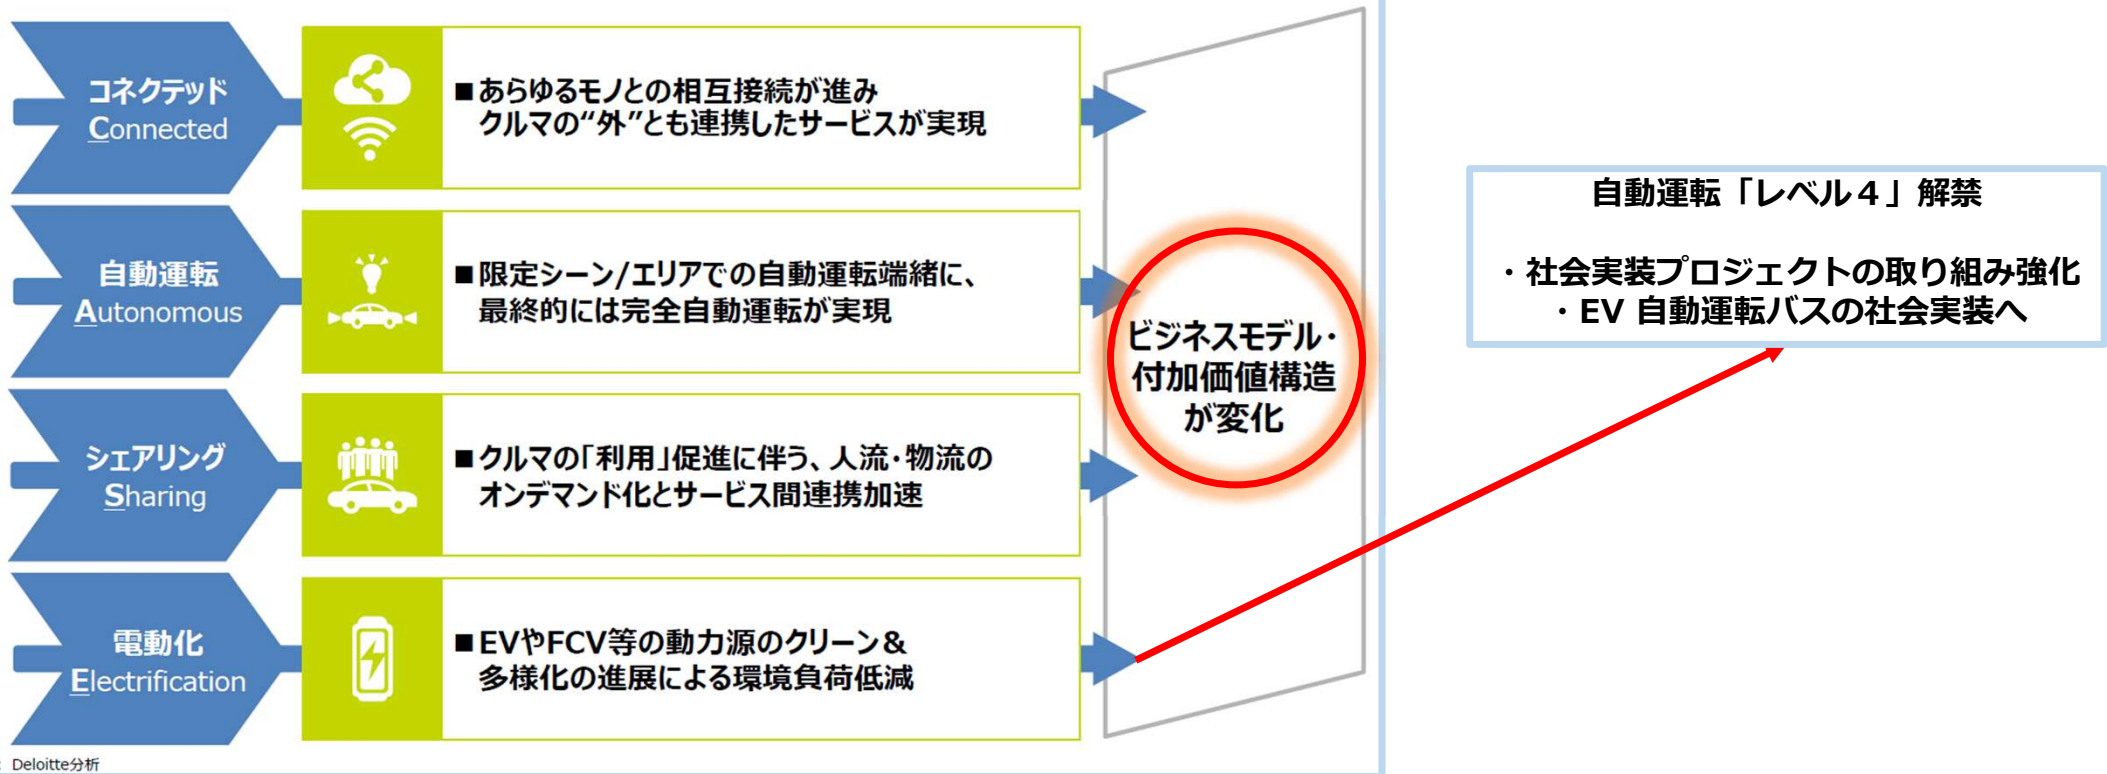 コネクテッド
Connected
■あらゆるモノとの相互接続が進み
クルマの“外”とも連携したサービスが実現
自動運転
Autonomous
■限定シーン/エリアでの自動運転端緒に、
最終的には完全自動運転が実現
シェアリング
Sharing
■クルマの「利用」促進に伴う、人流・物流の
オンデマンド化とサービス間連携加速
電動化
Electrification
■EVやFCV等の動力源のクリーン&
多様化の進展による環境負荷低減
ビジネスモデル・
付加価値構造
が変化
自動運転「レベル４」解禁
・社会実装プロジェクトの取り組み強化
・EV 自動運転バスの社会実装へ
: Deloitte分析